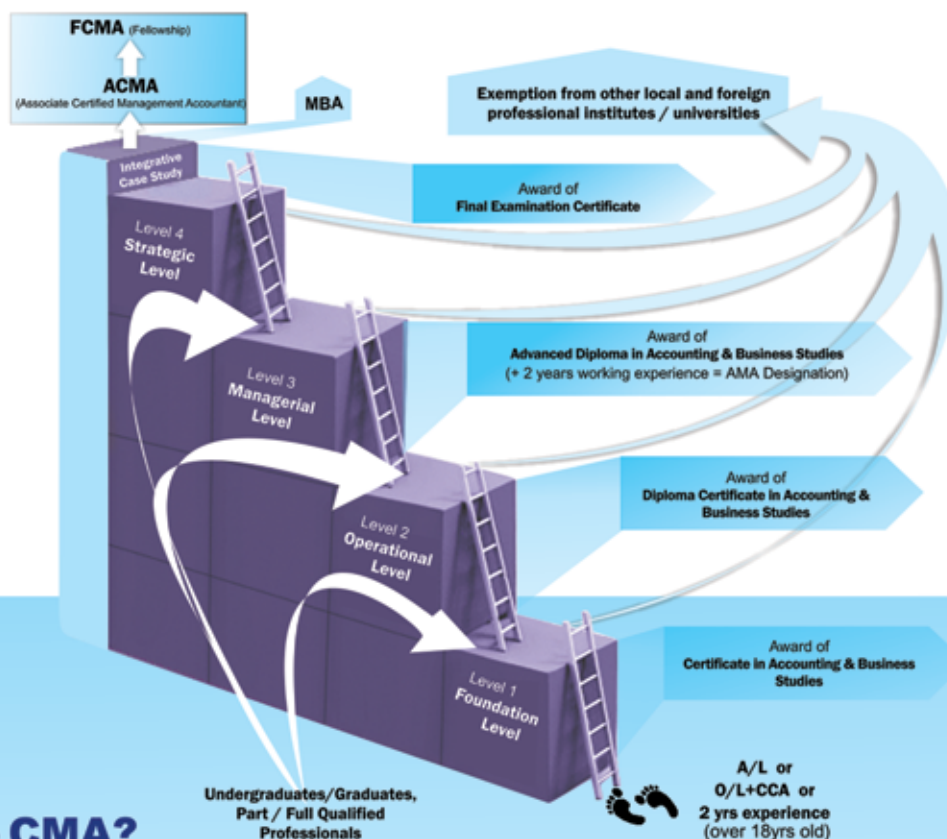 FCMA (Fellowship)
ACMA
(Associate Certified Management Accountant)
MBA
Exemption from other local and foreign
professional institutes / universities
Integrative
Case Study
Award of
Final Examination Certificate
Level 4
Strategic
Level
Award of
Advanced Diploma in Accounting & Business Studies
(+ 2 years working experience = AMA Designation)
Level 3
Managerial
Level
Award of
Diploma Certificate in Accounting &
Business Studies
Level 2
Operational
Level
Award of
Certificate in Accounting & Business
Studies
Level 1
Foundation
Level
A/L or
O/L+CCA or
2 yrs experience
(over 18yrs old)
Undergraduates/Graduates,
Part / Full Qualified
Professionals
CMA?